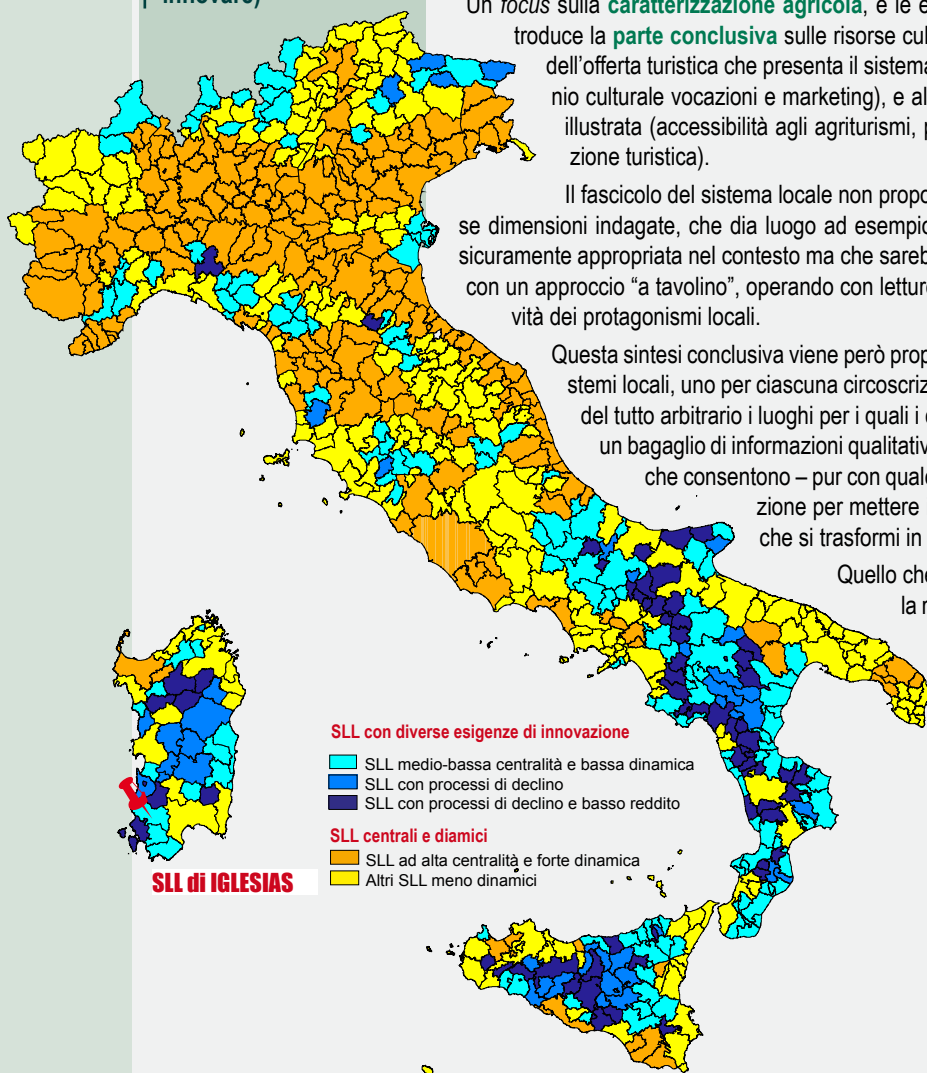 innovare)
Un focus sulla caratterizzazione agricola, e le e
troduce la parte conclusiva sulle risorse cul
dell'offerta turistica che presenta il sistema
nio culturale vocazioni e marketing), e al
illustrata (accessibilità agli agriturismi, p
zione turistica).
Il fascicolo del sistema locale non propo
se dimensioni indagate, che dia luogo ad esempio
sicuramente appropriata nel contesto ma che sareb
con un approccio “a tavolino”, operando con letture
vità dei protagonismi locali.
Questa sintesi conclusiva viene però prop
stemi locali, uno per ciascuna circoscriz
del tutto arbitrario i luoghi per i quali i
un bagaglio di informazioni qualitativ
che consentono – pur con qualc
zione per mettere
che si trasformi in
Quello che
la
SLL con diverse esigenze di innovazione
SLL medio-bassa centralità e bassa dinamica
SLL con processi di declino
SLL con processi di declino e basso reddito
SLL centrali e diamici
SLL ad alta centralità e forte dinamica
Altri SLL meno dinamici
SLL di IGLESIAS